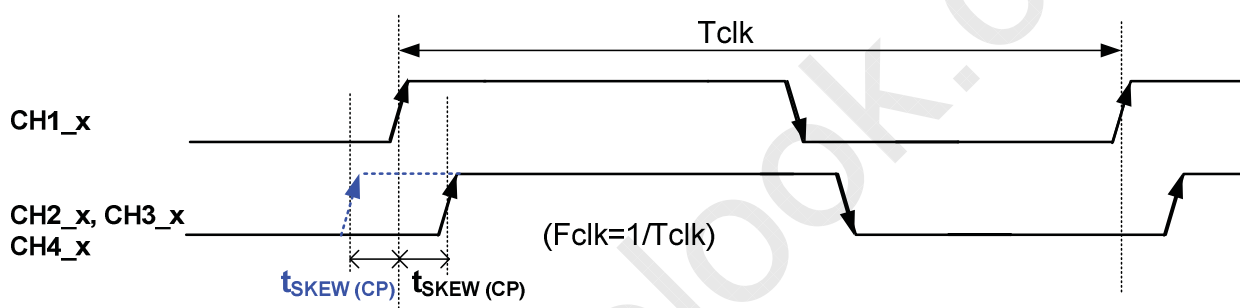 Tclk
CH1_x
CH2_x, CH3_x
CH4_x
(Fclk=1/Tclk)
tSKEW (CP) tSKEW (CP)